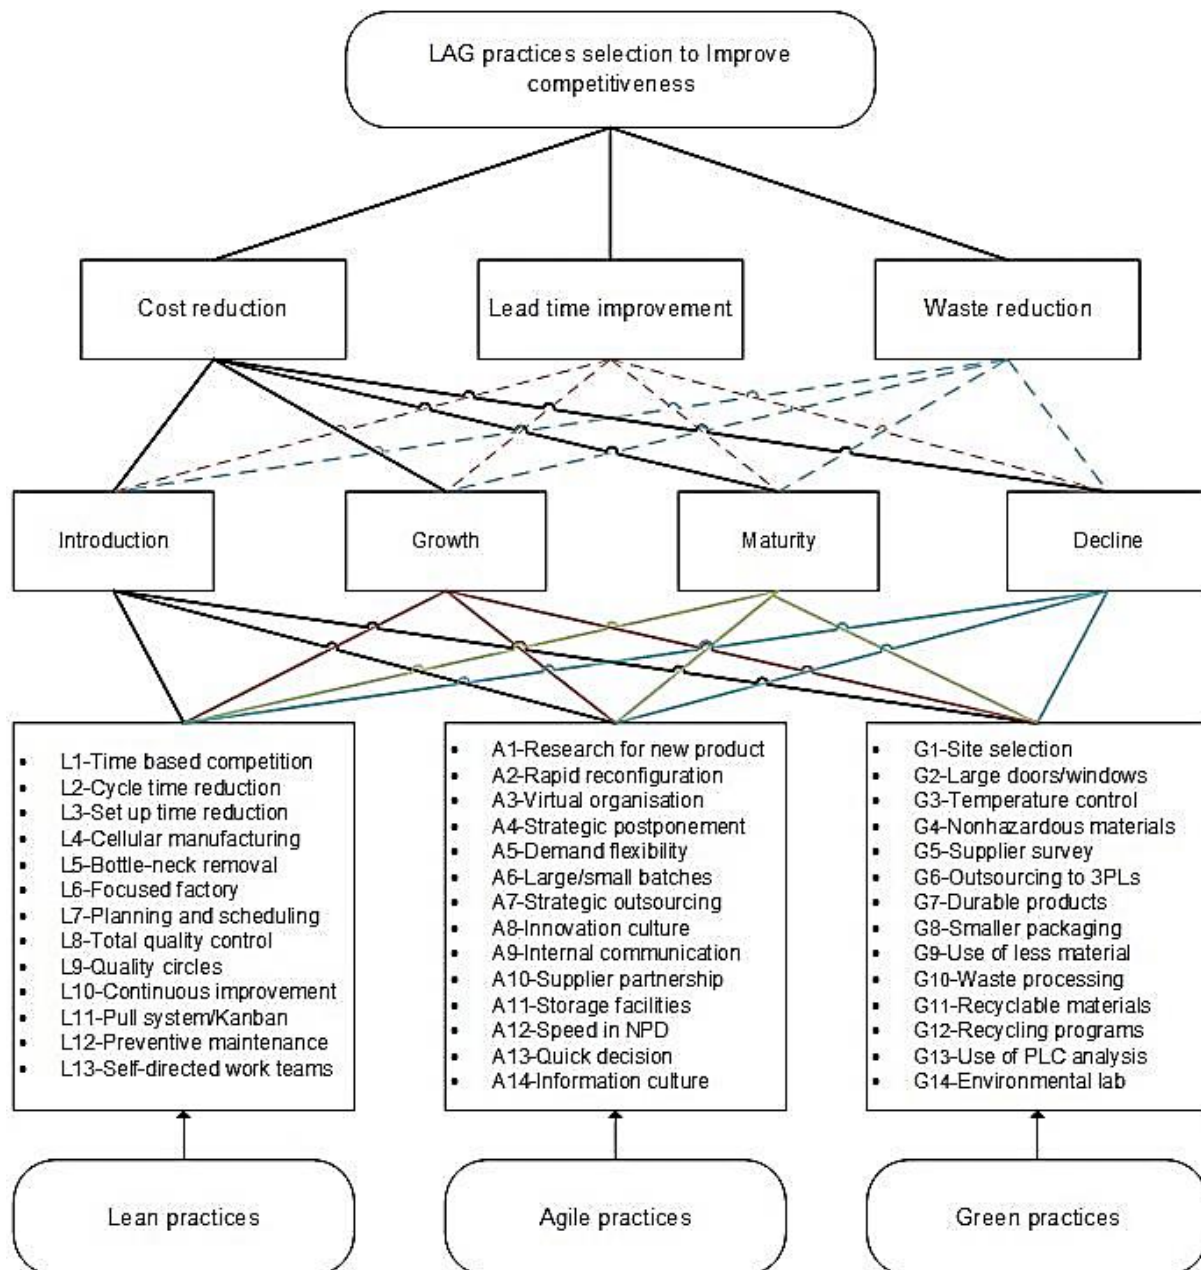 LAG practices selection to Improve
competitiveness
Cost reduction
Lead time improvement
Waste reduction
Introduction
Growth
Maturity
Decline
L1-Time based competition
L2-Cycle time reduction
L3-Set up time reduction
L4-Cellular manufacturing
L5-Bottle-neck removal
L6-Focused factory
L7-Planning and scheduling
L8-Total quality control
L9-Quality circles
L10-Continuous improvement
L11-Pull system/Kanban
L12-Preventive maintenance
L13-Self-directed work teams
A1-Research for new product
A2-Rapid reconfiguration
A3-Virtual organisation
A4-Strategic postponement
A5-Demand flexibility
A6-Large/small batches
A7-Strategic outsourcing
A8-Innovation culture
A9-Internal communication
A10-Supplier partnership
A11-Storage facilities
A12-Speed in NPD
A13-Quick decision
A14-Information culture
G1-Site selection
G2-Large doors/windows
G3-Temperature control
G4-Nonhazardous materials
G5-Supplier survey
G6-Outsourcing to 3PLs
G7-Durable products
G8-Smaller packaging
G9-Use of less material
G10-Waste processing
G11-Recyclable materials
G12-Recycling programs
G13-Use of PLC analysis
G14-Environmental lab
Lean practices
Agile practices
Green practices